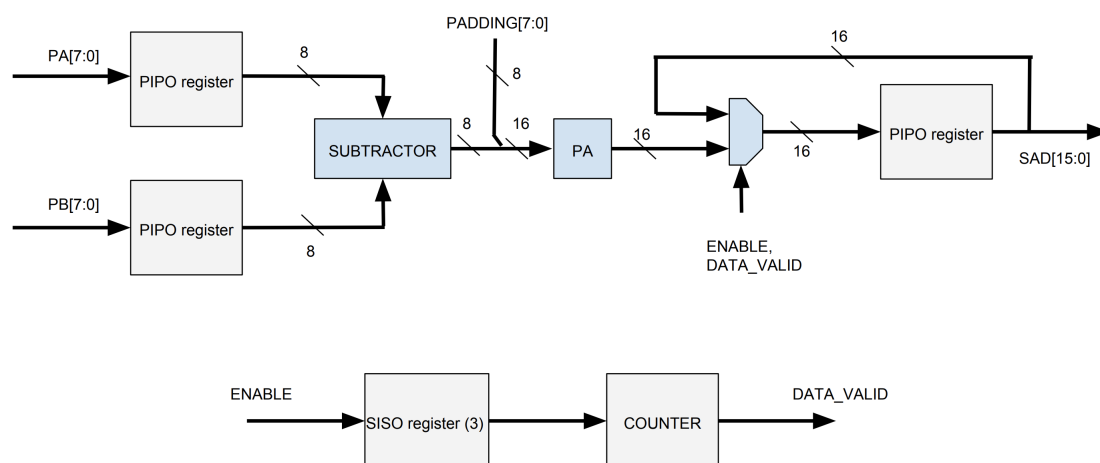 PADDING[7:0]
PA[7:0]
PIPO register
8
8
16
PIPO register
SAD[15:0]
SUBTRACTOR
8
16
PA
16
16
PB[7:0]
PIPO register
8
ENABLE,
DATA_VALID
ENABLE
SISO register (3)
COUNTER
DATA_VALID